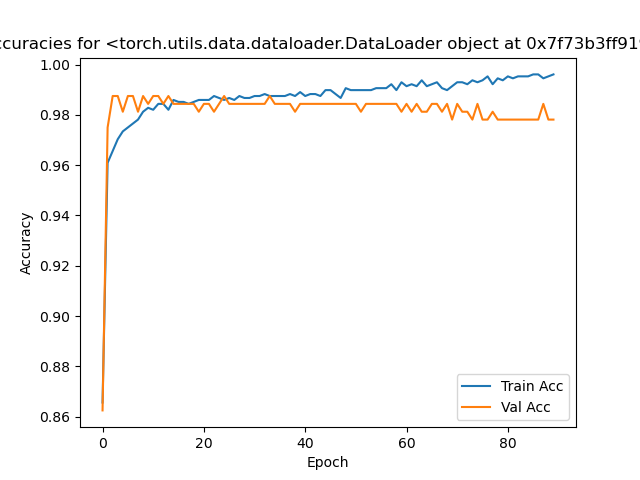 ccuracies for <torch.utils.data.dataloader.DataLoader object at 0x7f73b3ff919
1.00
0.98
0.96
0.94
0.92
0.90
0.88
0.86
Accuracy
0 20 40 60 80
Epoch
Train Acc
Val Acc